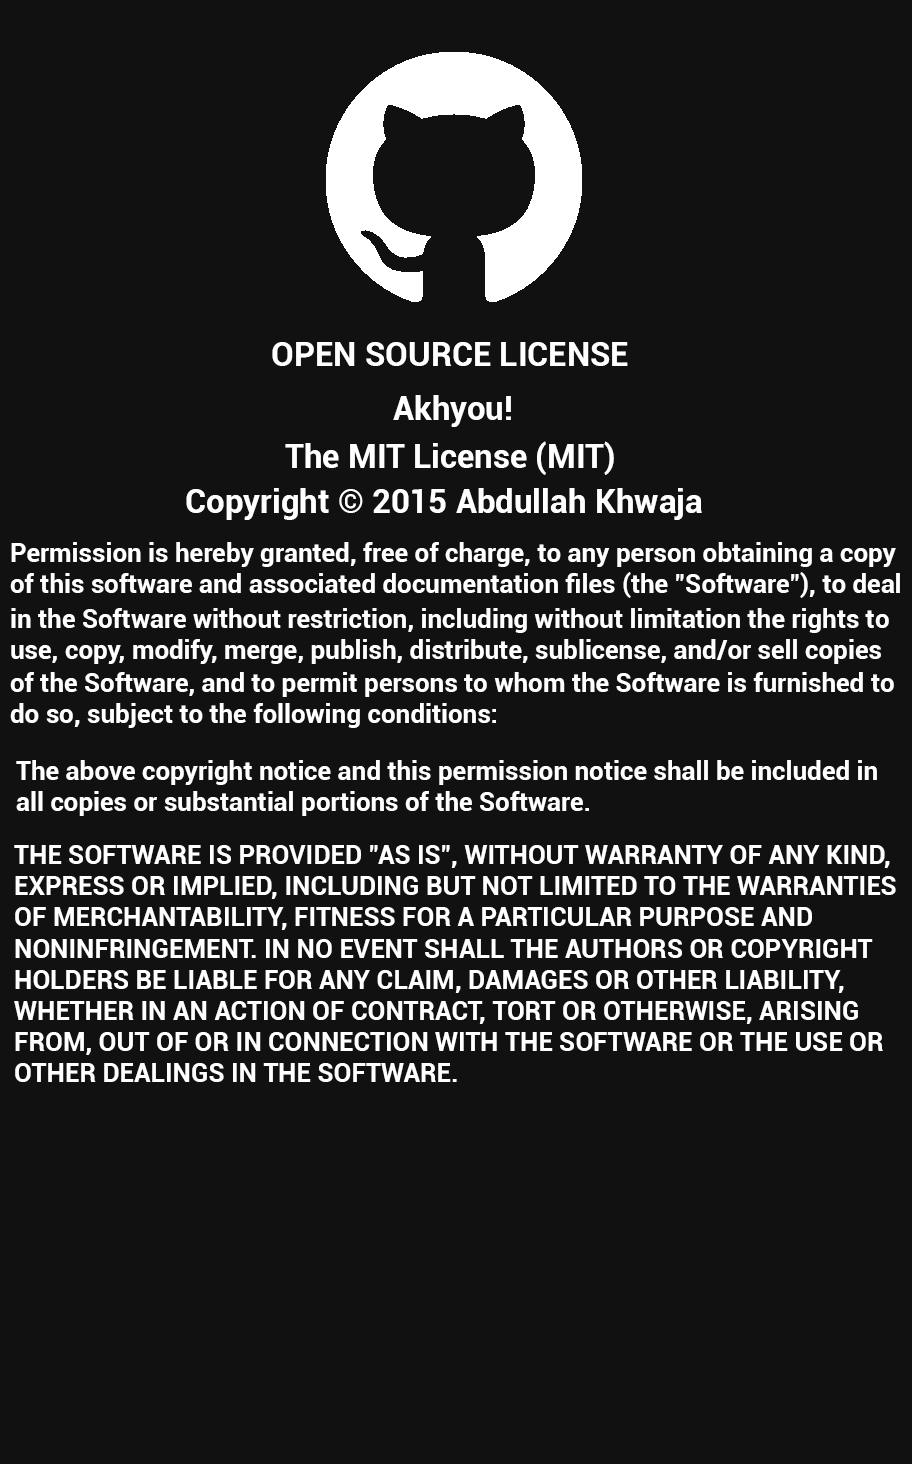 OPEN SOURCE LICENSE
Akhyou!
The MIT License (MIT)
Copyright © 2015 Abdullah Khwaja
Permission is hereby granted, free of charge, to any person obtaining a copy
of this software and associated documentation files (the "Software"), to deal
in the Software without restriction, including without limitation the rights to
use, copy, modify, merge, publish, distribute, sublicense, and/or sell copies
of the Software, and to permit persons to whom the Software is furnished to
do so, subject to the following conditions:
The above copyright notice and this permission notice shall be included in
all copies or substantial portions of the Software.
THE SOFTWARE IS PROVIDED "AS IS", WITHOUT WARRANTY OF ANY KIND,
EXPRESS OR IMPLIED, INCLUDING BUT NOT LIMITED TO THE WARRANTIES
OF MERCHANTABILITY, FITNESS FOR A PARTICULAR PURPOSE AND
NONINFRINGEMENT. IN NO EVENT SHALL THE AUTHORS OR COPYRIGHT
HOLDERS BE LIABLE FOR ANY CLAIM, DAMAGES OR OTHER LIABILITY,
WHETHER IN AN ACTION OF CONTRACT, TORT OR OTHERWISE, ARISING
FROM, OUT OF OR IN CONNECTION WITH THE SOFTWARE OR THE USE OR
OTHER DEALINGS IN THE SOFTWARE.